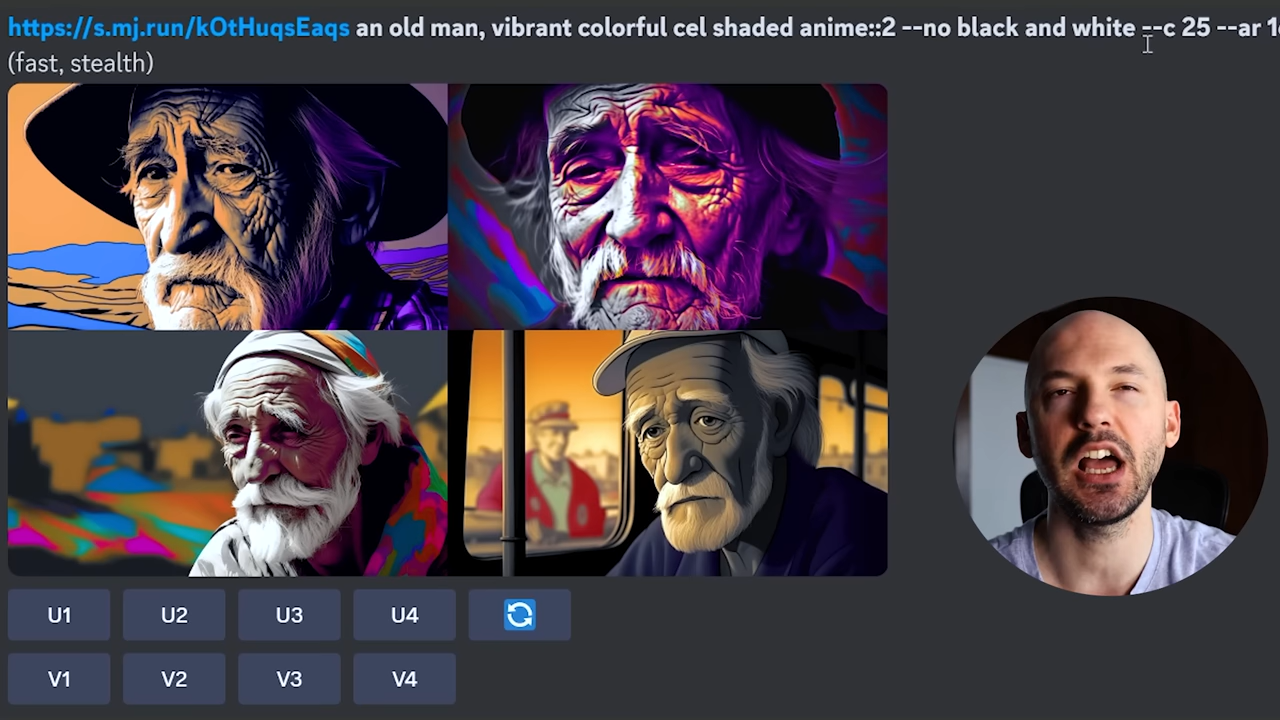 https://s.mj.run/kOtHuqsEaqs an old man, vibrant colorful cel shaded anime::2 --no black and white --c 25 --ar
(fast, stealth)
U1 U2 U3 U4
V1 V2 V3 V4